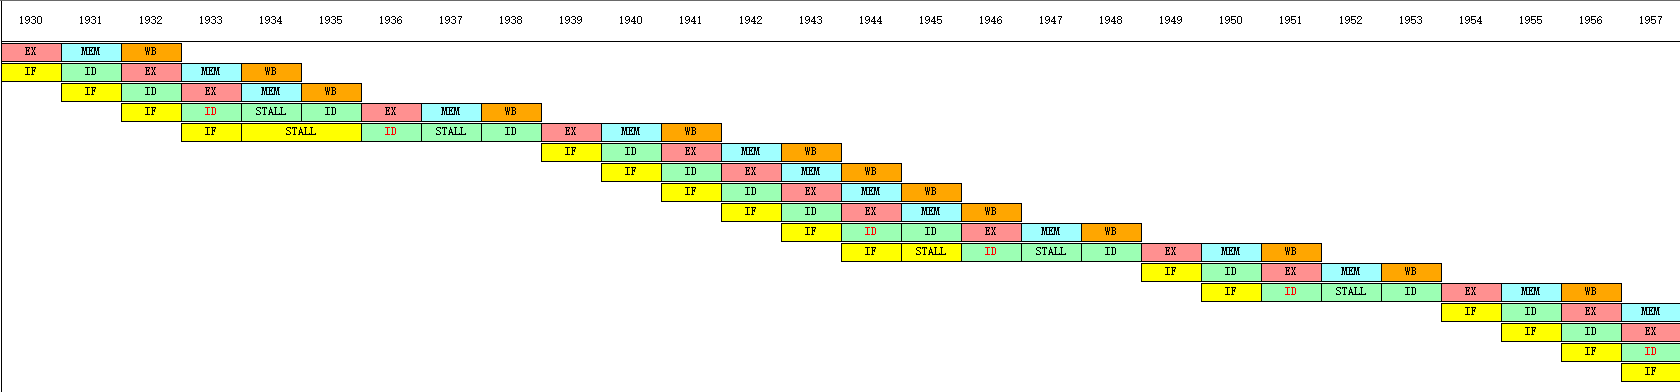 1930 1931 1932 1933 1934 1935 1936 1937 1938 1939 1940 1941 1942 1943 1944 1945 1946 1947 1948 1949 1950 1951 1952 1953 1954 1955 1956 1957
EX MEM WB
IF ID EX MEM WB
IF ID EX MEM WB
IF ID STALL ID EX MEM WB
IF STALL ID STALL ID EX MEM WB
IF ID EX MEM WB
IF ID EX MEM WB
IF ID EX MEM WB
IF ID EX MEM WB
IF ID ID EX MEM WB
IF STALL ID STALL ID EX MEM WB
IF ID EX MEM WB
IF ID STALL ID EX MEM WB
IF ID EX MEM
IF ID EX
IF ID
IF